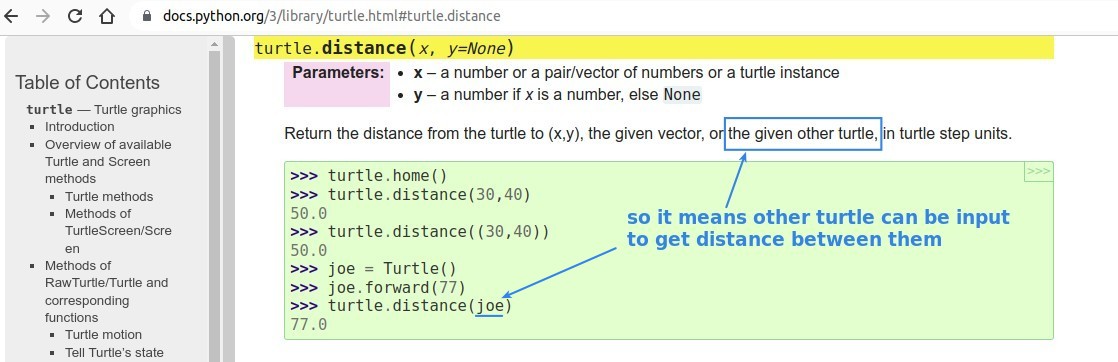 docs.python.org/3/library/turtle.html#turtle.distance
Table of Contents
turtle — Turtle graphics
Introduction
Overview of available
Turtle and Screen
methods
Turtle methods
Methods of
TurtleScreen/Scre
en
Methods of
RawTurtle/Turtle and
corresponding
functions
Turtle motion
Tell Turtle's state
turtle.distance(x, y=None)
Parameters: • x – a number or a pair/vector of numbers or a turtle instance
• y – a number if x is a number, else None
Return the distance from the turtle to (x,y), the given vector, or the given other turtle, in turtle step units.
>>>
>>> turtle.home()
>>> turtle.distance(30,40)
50.0
>>> turtle.distance((30,40))
50.0
>>> joe = Turtle()
>>> joe.forward(77)
>>> turtle.distance(joe)
77.0
so it means other turtle can be input
to get distance between them